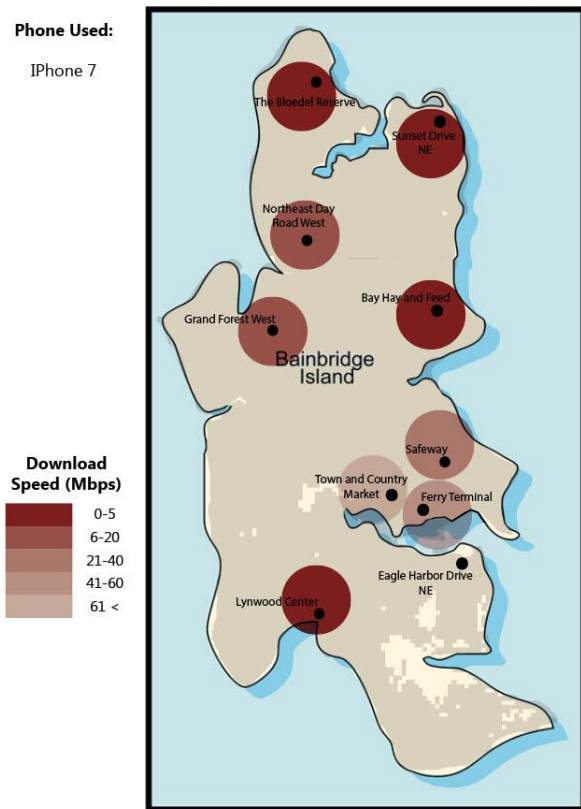 Phone Used:
IPhone 7
The Bloedel Reserve
Sunset Drive
NE
Northeast Day
Road West
Bay Hay and Feed
Grand Forest West
Bainbridge
Island
Safeway
Town and Country
Market
Ferry Terminal
Eagle Harbor Drive
NE
Lynwood Center
Download
Speed (Mbps)
0-5
6-20
21-40
41-60
61 <